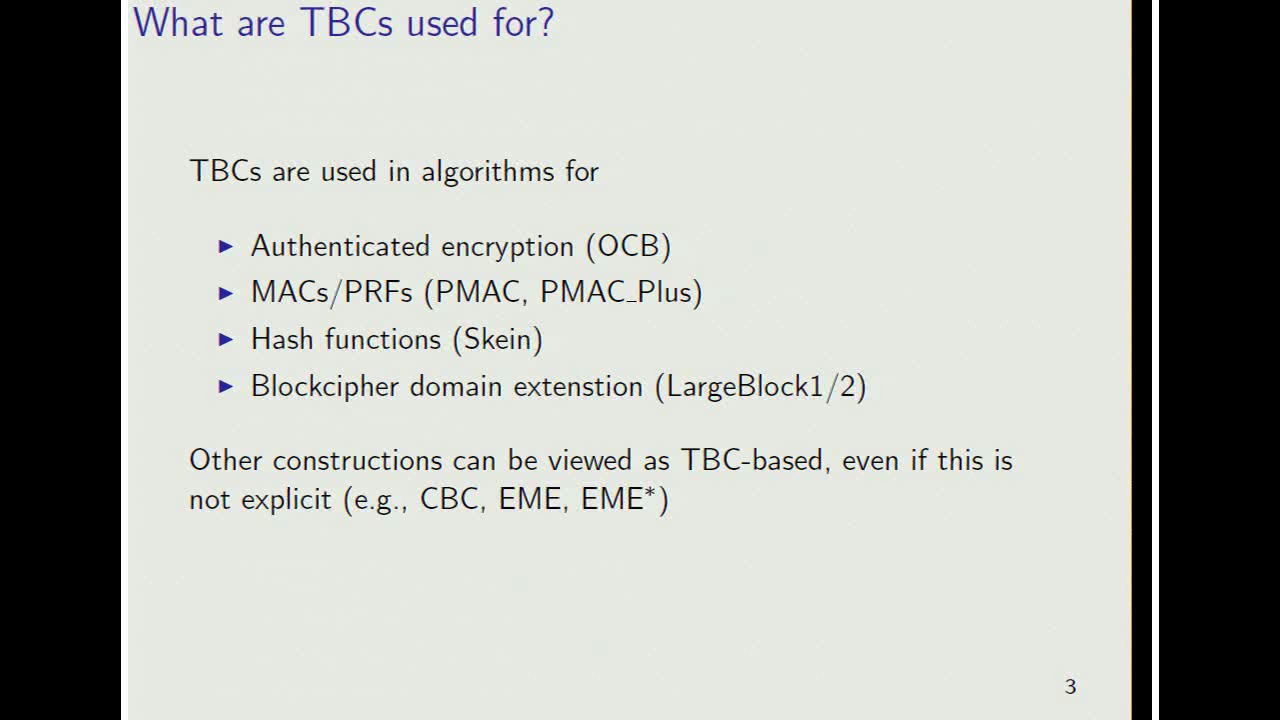 What are TBCs used for?
TBCs are used in algorithms for
▶ Authenticated encryption (OCB)
▶ MACs/PRFs (PMAC, PMAC_Plus)
▶ Hash functions (Skein)
▶ Blockcipher domain extenstion (LargeBlock1/2)
Other constructions can be viewed as TBC-based, even if this is
not explicit (e.g., CBC, EME, EME*)
3